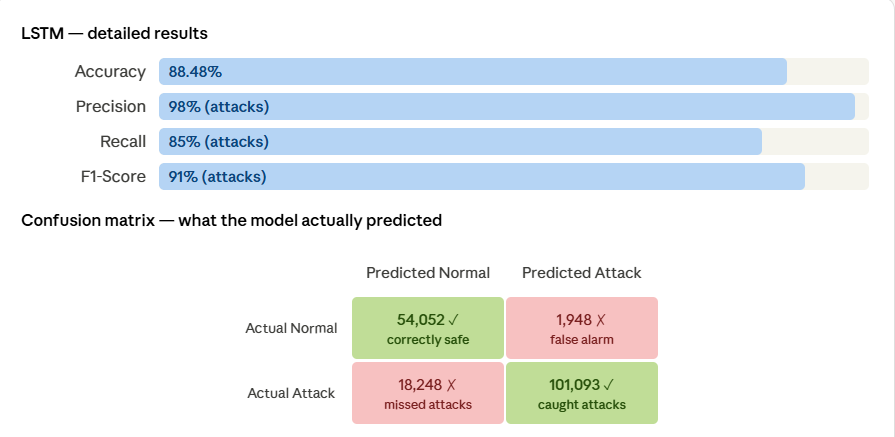 LSTM — detailed results
Accuracy 88.48%
Precision 98% (attacks)
Recall 85% (attacks)
F1-Score 91% (attacks)
Confusion matrix — what the model actually predicted
Predicted Normal Predicted Attack
Actual Normal 54,052 ✓ 1,948 ✗
correctly safe false alarm
Actual Attack 18,248 ✗ 101,093 ✓
missed attacks caught attacks